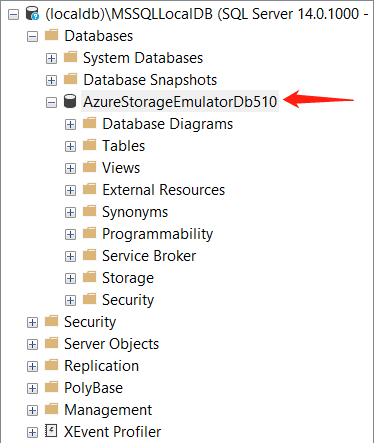 (localdb)\MSSQLLocalDB (SQL Server 14.0.1000 -
Databases
System Databases
Database Snapshots
AzureStorageEmulatorDb510
Database Diagrams
Tables
Views
External Resources
Synonyms
Programmability
Service Broker
Storage
Security
Security
Server Objects
Replication
PolyBase
Management
XEvent Profiler